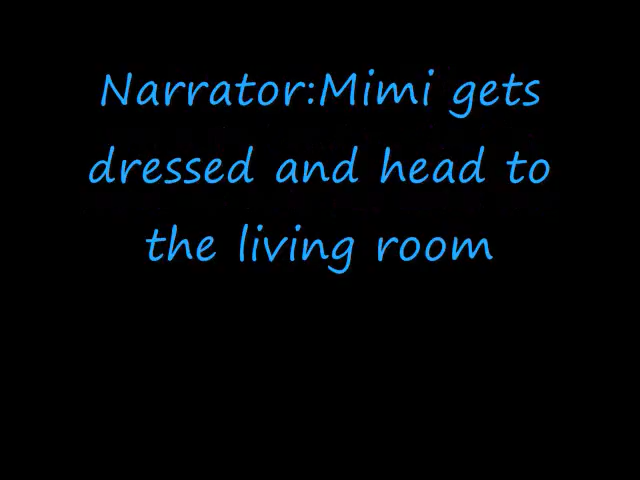 Narrator:Mimi gets
dressed and head to
the living room